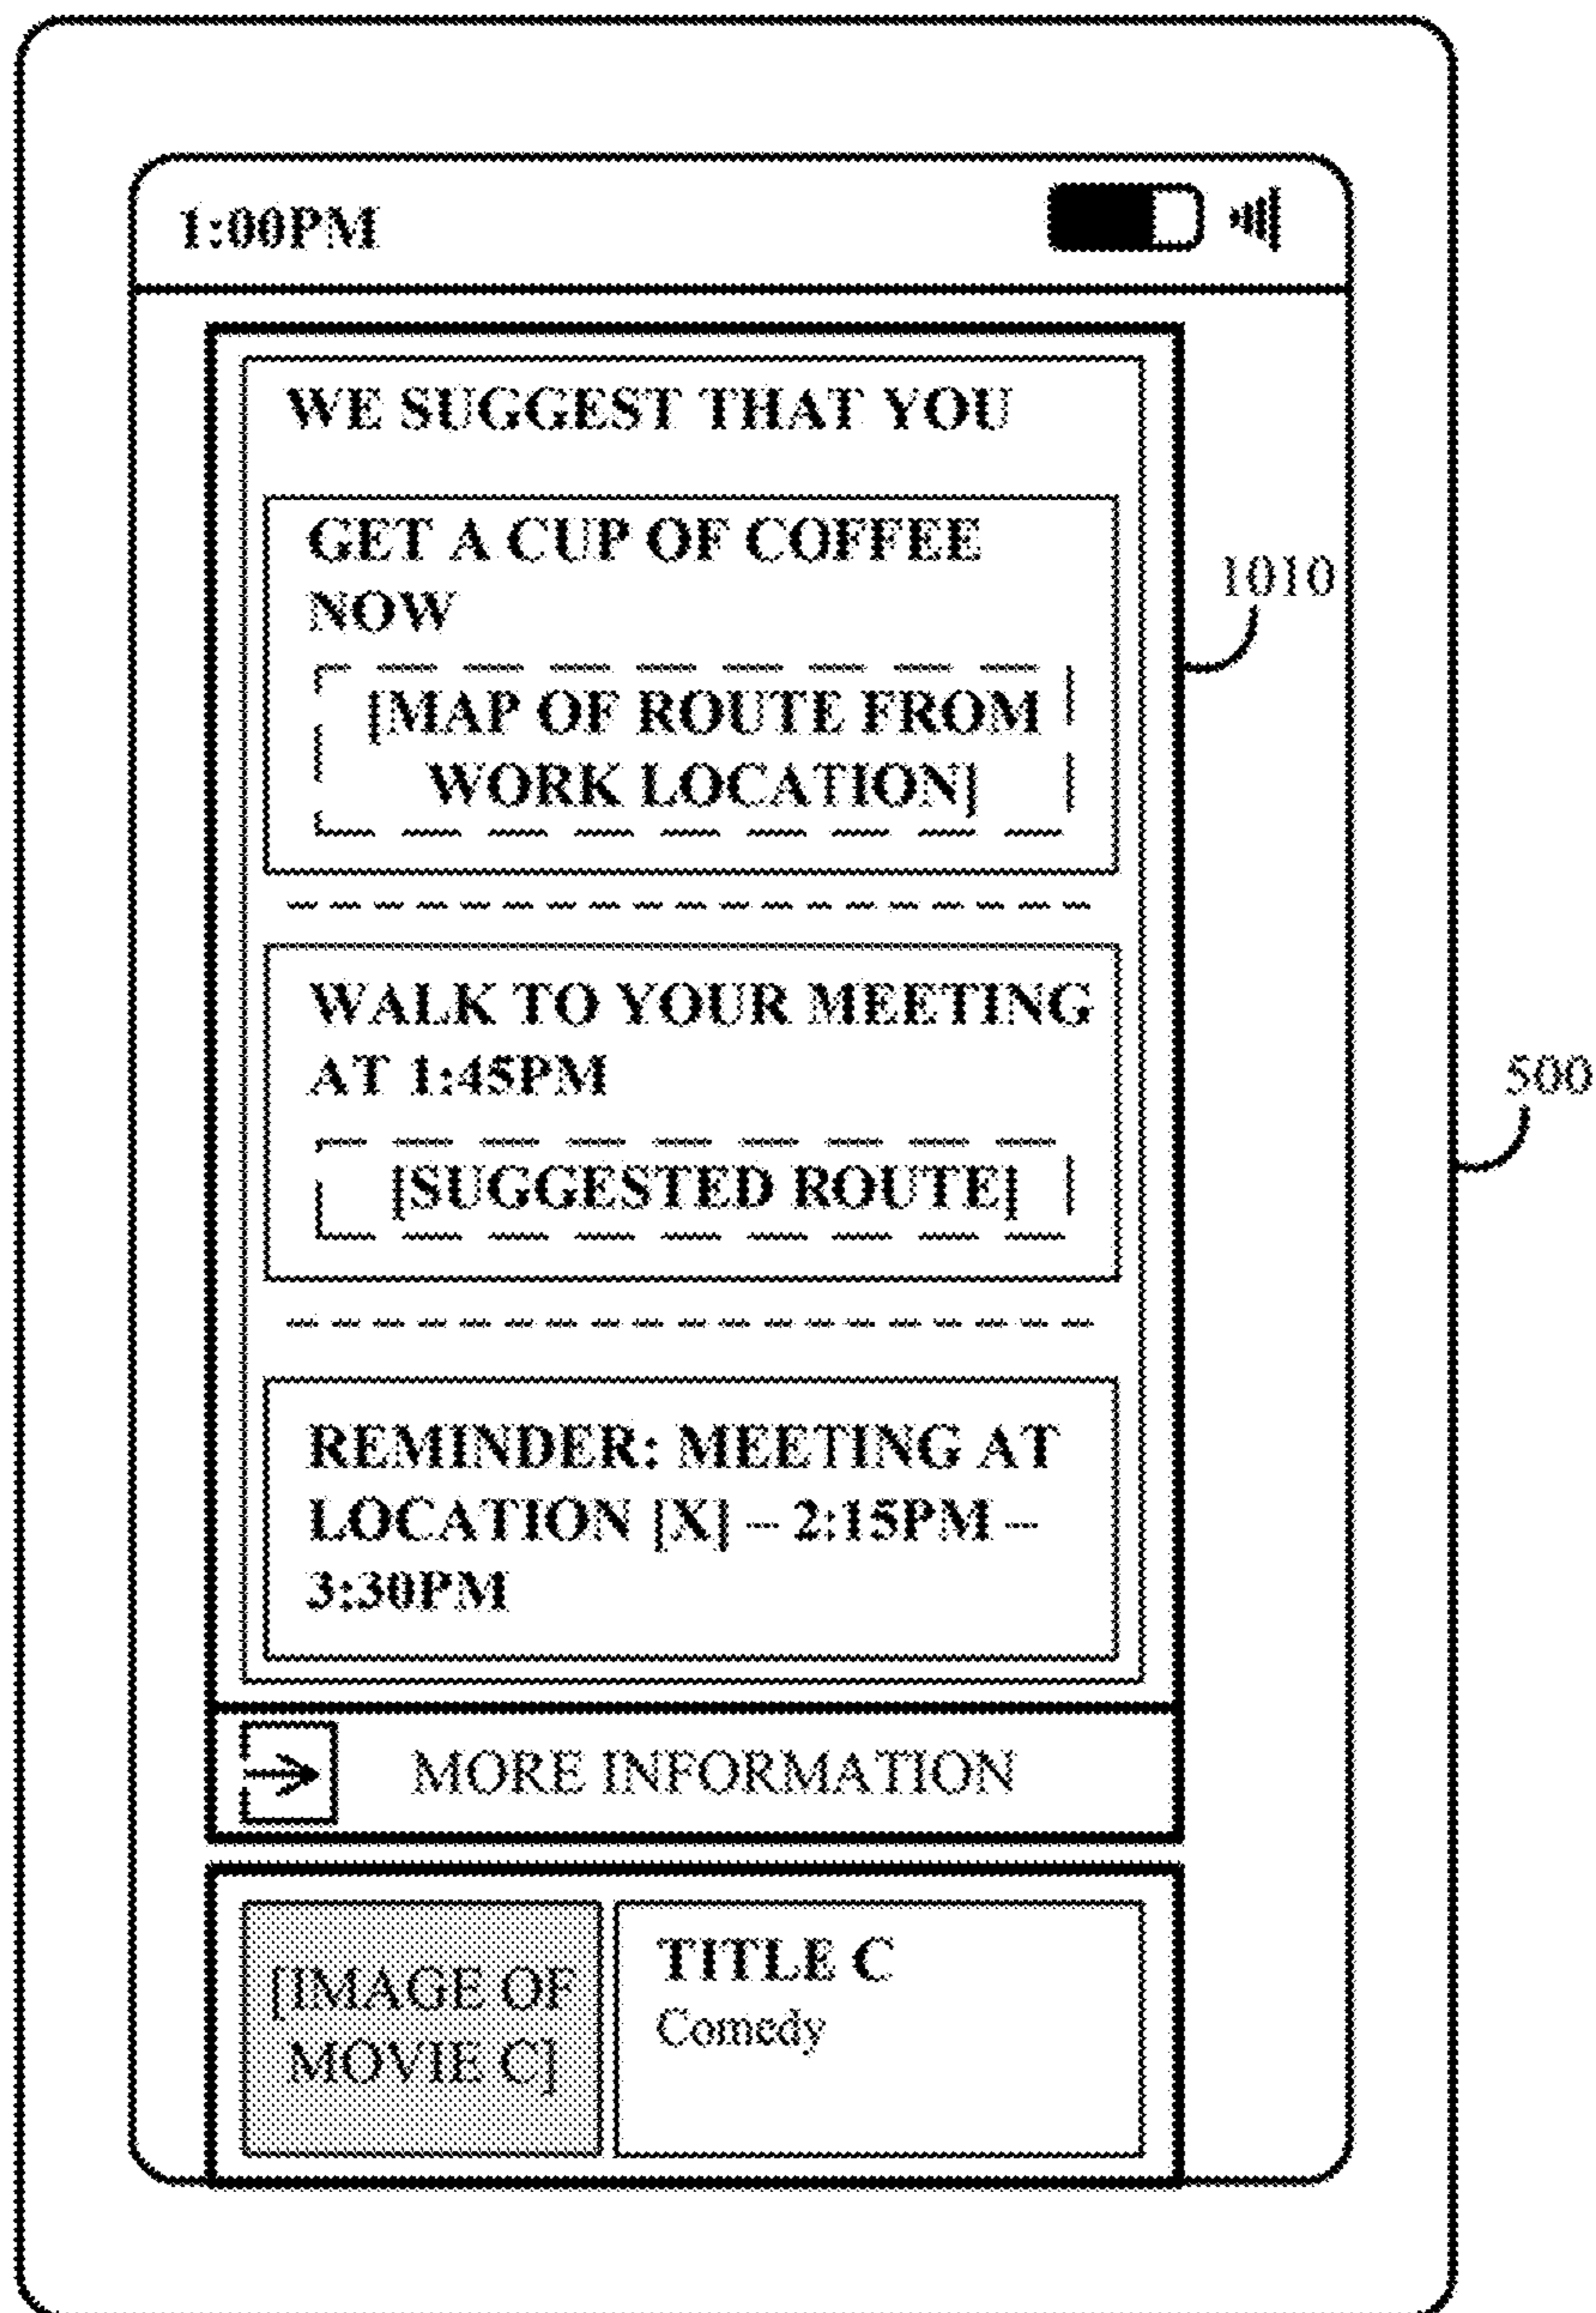 1:00PM
WE SUGGEST THAT YOU
GET A CUP OF COFFEE
NOW
1010
[MAP OF ROUTE FROM
WORK LOCATION]
WALK TO YOUR MEETING
AT 1:45PM
500
[SUGGESTED ROUTE]
REMINDER: MEETING AT
LOCATION [X] – 2:15PM –
3:30PM
MORE INFORMATION
[IMAGE OF
MOVIE C]
TITLE C
Comedy